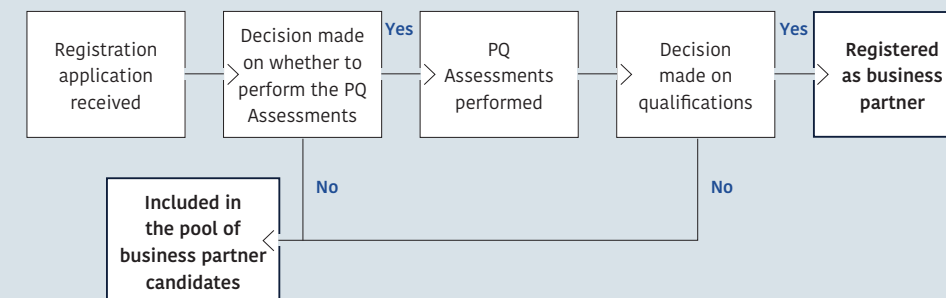 Registration
application
received
Decision made
on whether to
perform the PQ
Assessments
Yes
PQ
Assessments
performed
Decision
made on
qualifications
Yes
Registered
as business
partner
No
No
Included in
the pool of
business partner
candidates